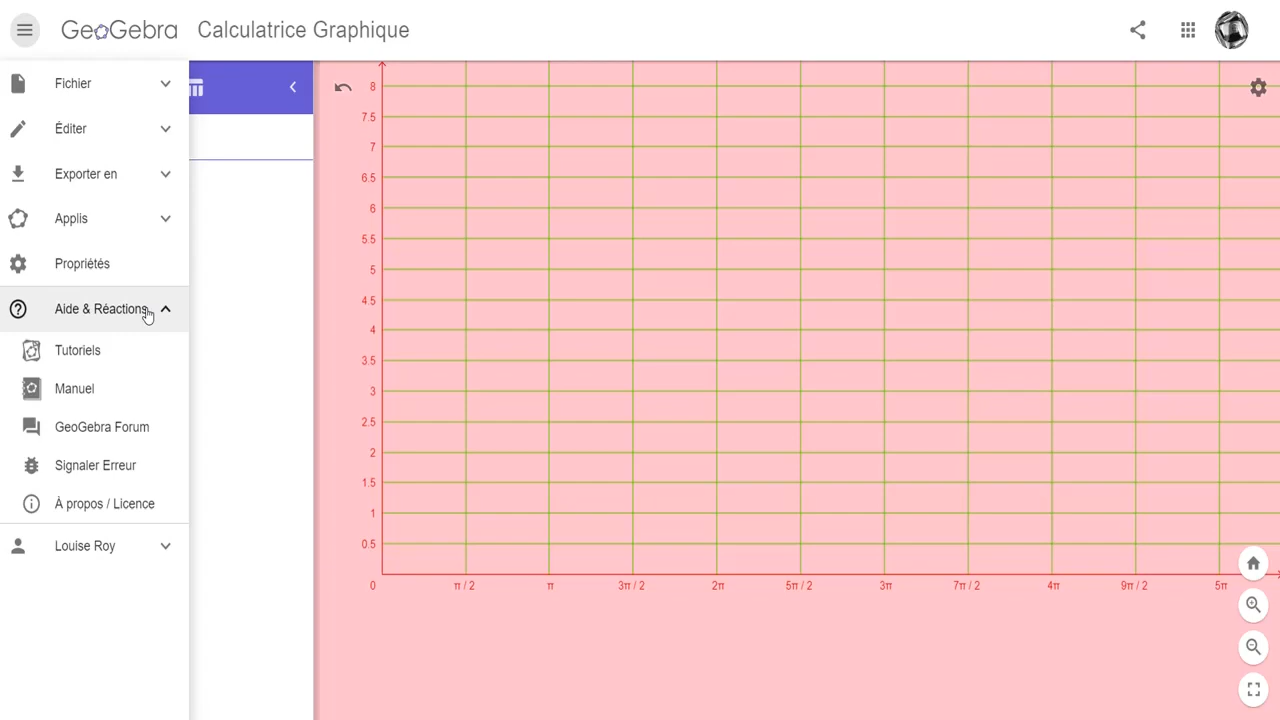 GeoGebra Calculatrice Graphique
Fichier
Éditer
Exporter en
Applis
Propriétés
Aide & Réactions
Tutoriels
Manuel
GeoGebra Forum
Signaler Erreur
À propos / Licence
Louise Roy
8
7.5
7
6.5
6
5.5
5
4.5
4
3.5
3
2.5
2
1.5
1
0.5
0 π / 2 π 3π / 2 2π 5π / 2 3π 7π / 2 4π 9π / 2 5π